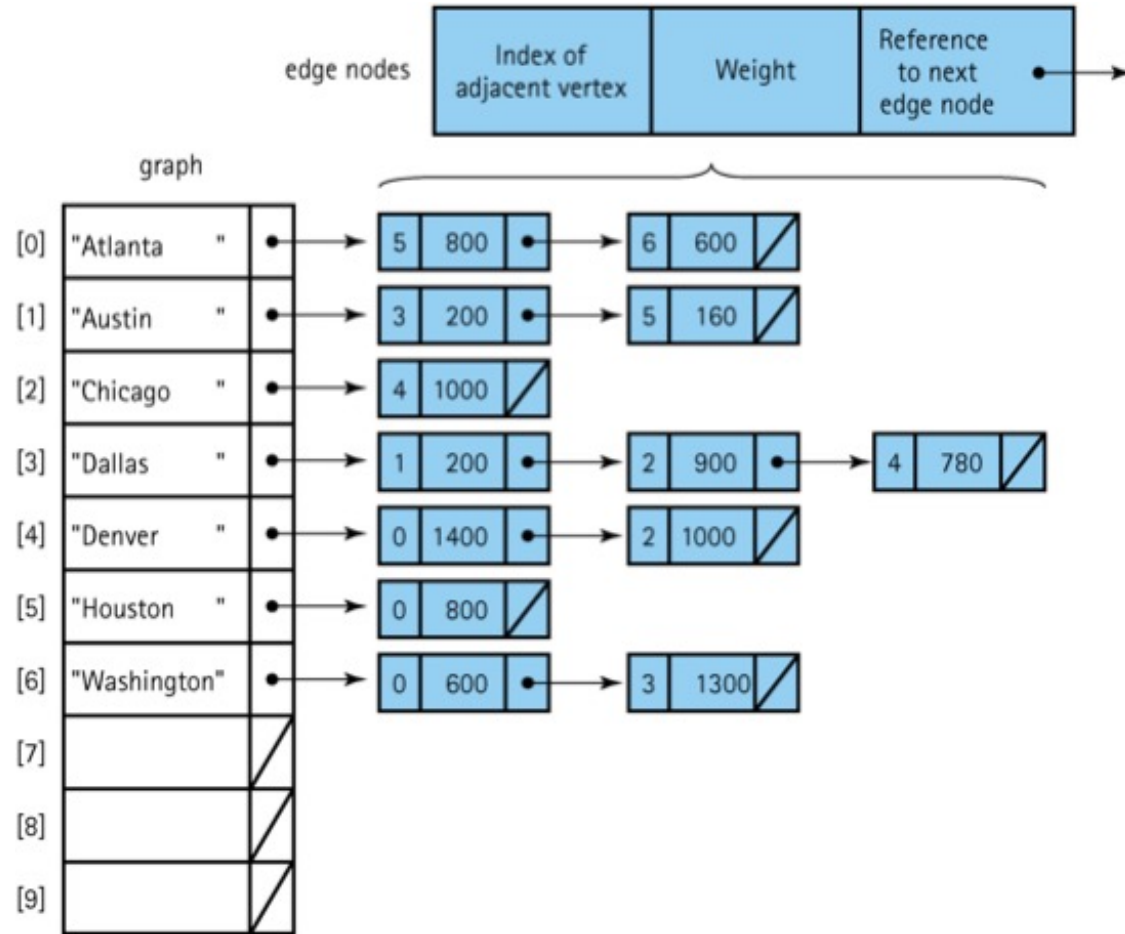 edge nodes
Index of
adjacent vertex
Weight
Reference
to next
edge node
graph
[0] "Atlanta " 5 800 6 600
[1] "Austin " 3 200 5 160
[2] "Chicago " 4 1000
[3] "Dallas " 1 200 2 900 4 780
[4] "Denver " 0 1400 2 1000
[5] "Houston " 0 800
[6] "Washington" 0 600 3 1300
[7]
[8]
[9]